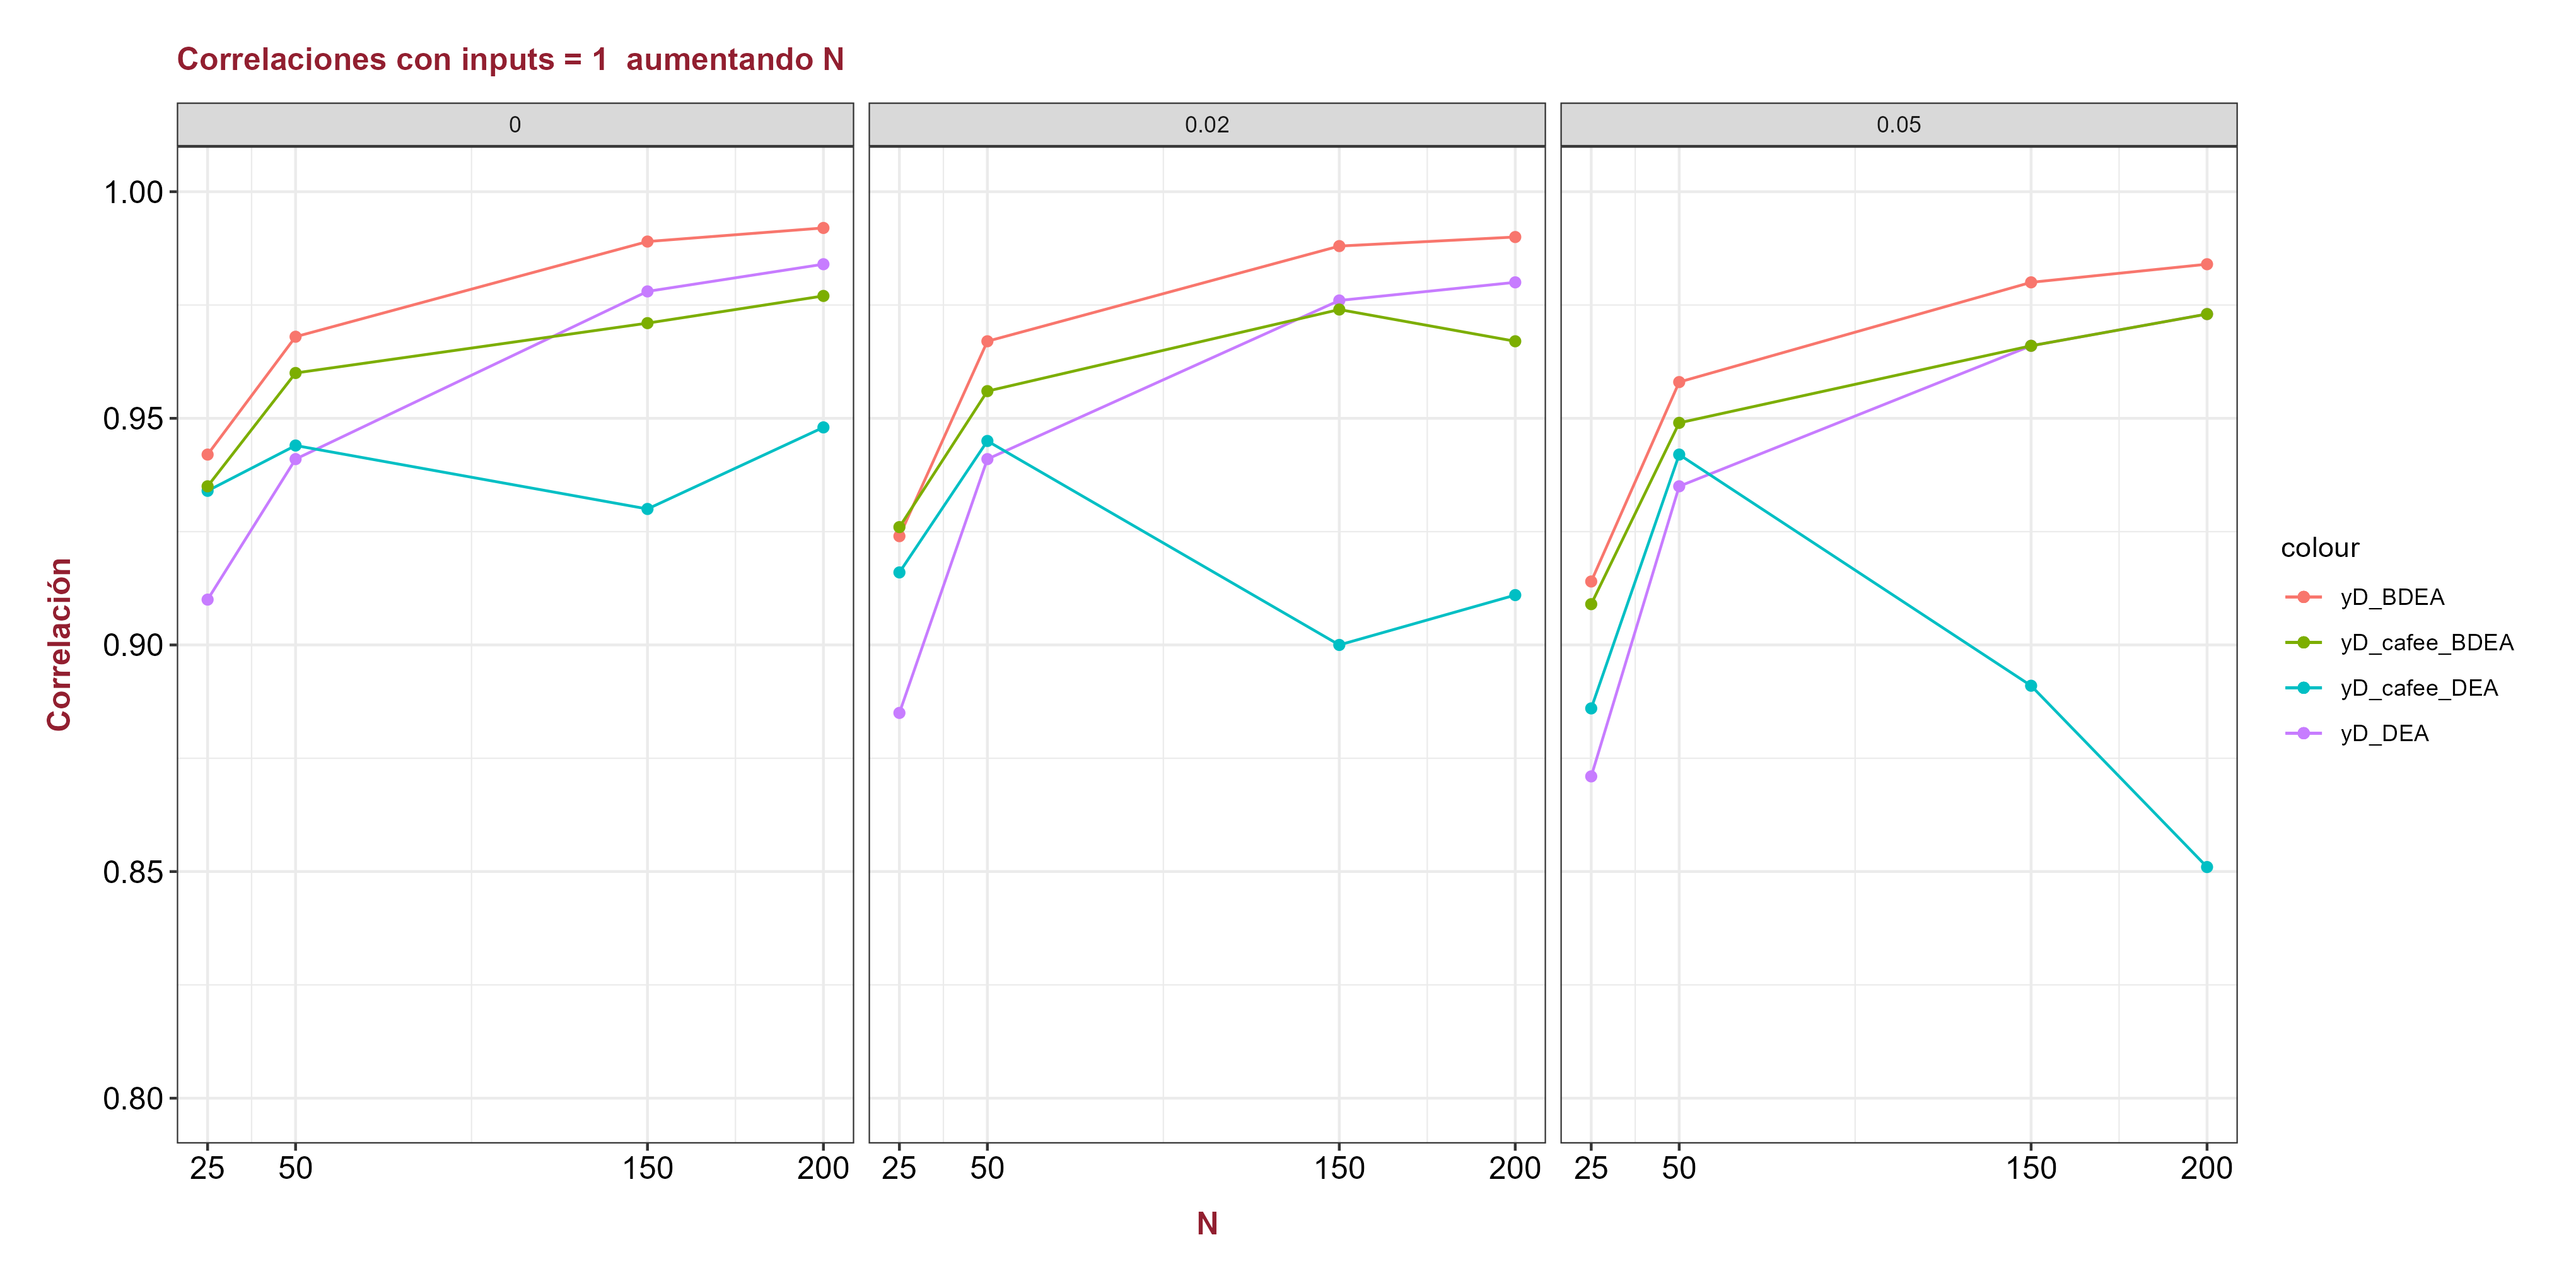 Correlaciones con inputs = 1  aumentando N
0
0.02
0.05
1.00
0.95
0.90
0.85
0.80
Correlación
25 50 150 200
25 50 150 200
25 50 150 200
N
colour
yD_BDEA
yD_cafee_BDEA
yD_cafee_DEA
yD_DEA